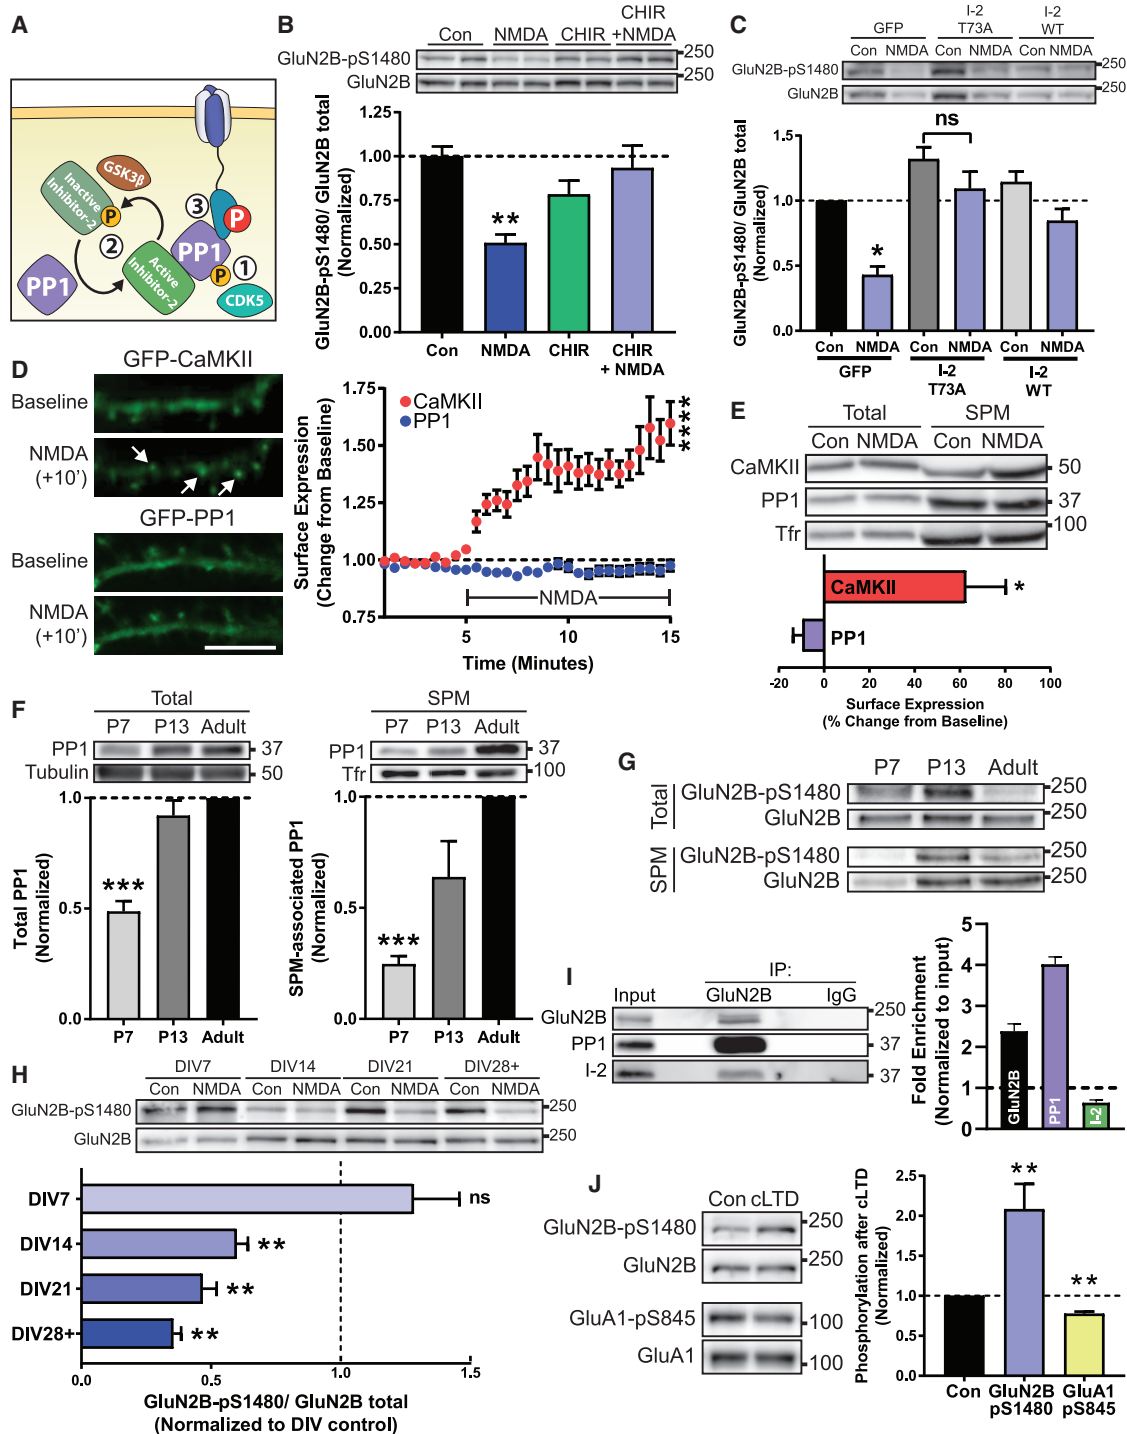 A
Inactive
Inhibitor-2
GSK3β
P
2
3
P
PP1
Active
Inhibitor-2
PP1
P
1
CDK5
B
Con
NMDA
CHIR
CHIR
+NMDA
GluN2B-pS1480
250
GluN2B
250
GluN2B-pS1480/ GluN2B total
(Normalized)
1.00
0.75
0.50
0.25
0.00
**
Con
NMDA
CHIR
CHIR
+ NMDA
C
GFP
I-2
T73A
I-2
WT
Con NMDA Con NMDA Con NMDA
GluN2B-pS1480
250
GluN2B
250
GluN2B-pS1480/ GluN2B total
(Normalized)
1.5
1.0
0.5
0.0
*
ns
Con NMDA Con NMDA Con NMDA
GFP
I-2
T73A
I-2
WT
D
GFP-CaMKII
Baseline
NMDA
(+10')
GFP-PP1
Baseline
NMDA
(+10')
Surface Expression
(Change from Baseline)
1.75
1.50
1.25
1.00
0.75
CaMKII
PP1
****
NMDA
5 10 15
Time (Minutes)
E
Total SPM
Con NMDA Con NMDA
CaMKII
50
PP1
37
Tfr
100
CaMKII
*
PP1
-20 0 20 40 60 80 100
Surface Expression
(% Change from Baseline)
F
Total
P7 P13 Adult
PP1
37
Tubulin
50
Total PP1
(Normalized)
1.0
0.5
0.0
***
P7 P13 Adult
SPM
P7 P13 Adult
PP1
37
Tfr
100
SPM-associated PP1
(Normalized)
1.0
0.5
0.0
***
P7 P13 Adult
G
P7 P13 Adult
Total
GluN2B-pS1480
250
GluN2B
250
SPM
GluN2B-pS1480
250
GluN2B
250
H
DIV7 DIV14 DIV21 DIV28+
Con NMDA Con NMDA Con NMDA Con NMDA
GluN2B-pS1480
250
GluN2B
250
DIV7
ns
DIV14
**
DIV21
**
DIV28+
**
0.0 0.5 1.0 1.5
GluN2B-pS1480/ GluN2B total
(Normalized to DIV control)
I
IP:
Input GluN2B IgG
GluN2B
250
PP1
37
I-2
37
Fold Enrichment
(Normalized to input)
5
4
3
2
1
0
GluN2B
PP1
I-2
J
Con cLTD
GluN2B-pS1480
250
GluN2B
250
GluA1-pS845
100
GluA1
100
Phosphorylation after cLTD
(Normalized)
2.5
2.0
1.5
1.0
0.5
0.0
**
**
Con
GluN2B
pS1480
GluA1
pS845